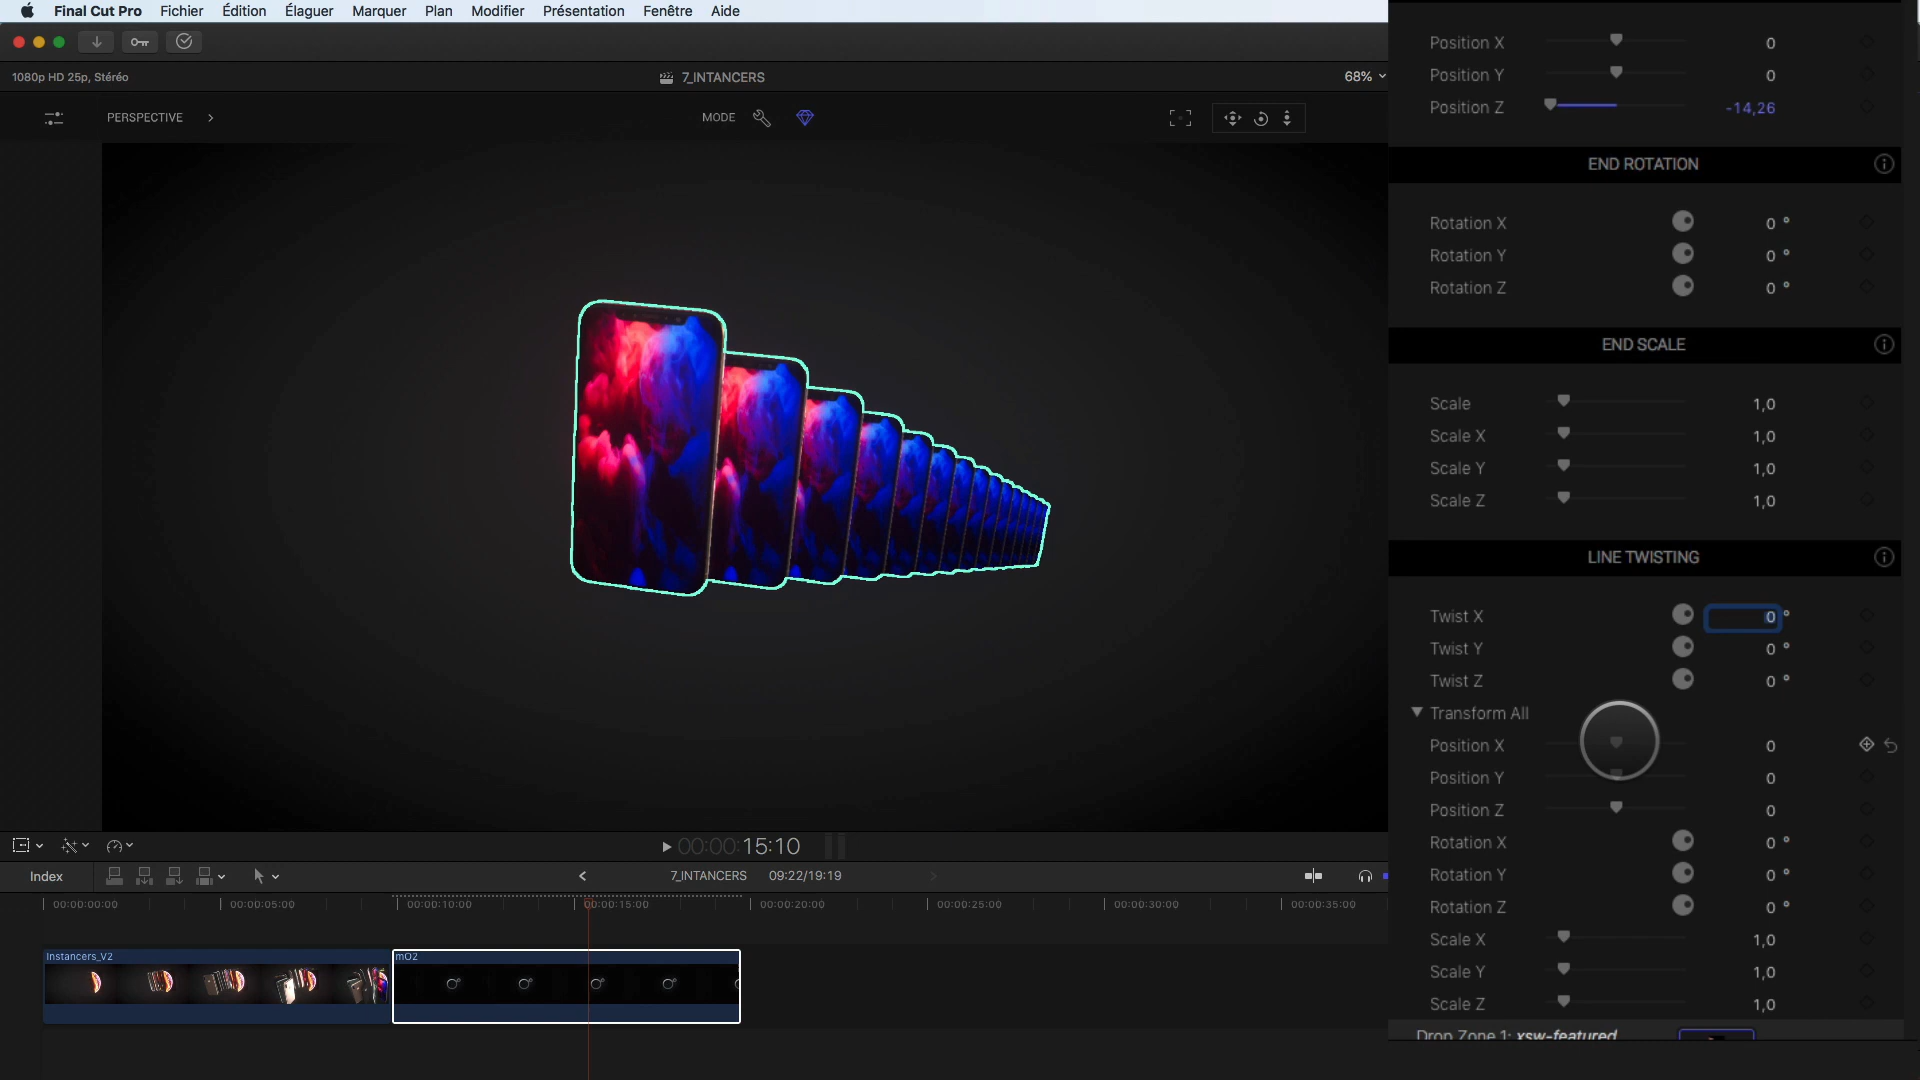 Final Cut Pro Fichier Édition Élaguer Marquer Plan Modifier Présentation Fenêtre Aide
1080p HD 25p, Stéréo
7_INTANCERS
68%
PERSPECTIVE
MODE
Position X 0
Position Y 0
Position Z -14,26
END ROTATION
Rotation X 0 °
Rotation Y 0 °
Rotation Z 0 °
END SCALE
Scale 1,0
Scale X 1,0
Scale Y 1,0
Scale Z 1,0
LINE TWISTING
Twist X 0 °
Twist Y 0 °
Twist Z 0 °
Transform All
Position X 0
Position Y 0
Position Z 0
Rotation X 0 °
Rotation Y 0 °
Rotation Z 0 °
Scale X 1,0
Scale Y 1,0
Scale Z 1,0
Drop Zone 1: xsw-featured
00:00:15:10
Index
7_INTANCERS 09:22/19:19
00:00:00:00 00:00:05:00 00:00:10:00 00:00:15:00 00:00:20:00 00:00:25:00 00:00:30:00 00:00:35:00
Instancers_V2
mO2